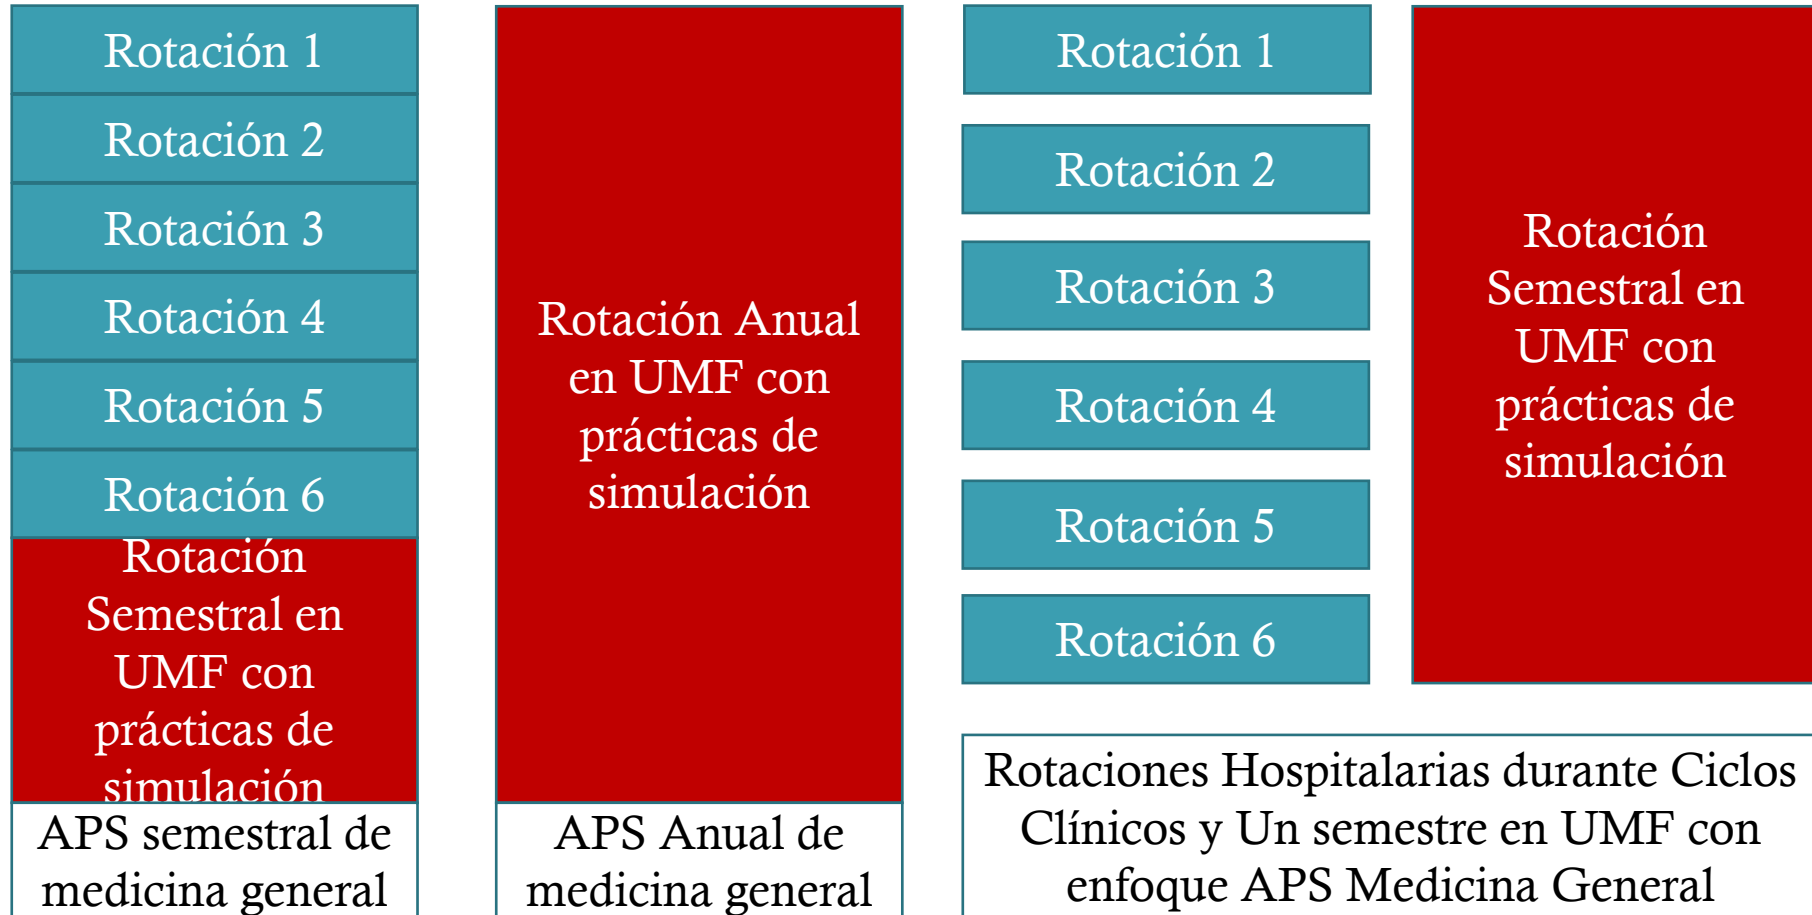 Rotación 1
Rotación 2
Rotación 3
Rotación 4
Rotación 5
Rotación 6
Rotación
Semestral en
UMF con
prácticas de
simulación
APS semestral de
medicina general
Rotación Anual
en UMF con
prácticas de
simulación
APS Anual de
medicina general
Rotación 1
Rotación 2
Rotación 3
Rotación 4
Rotación 5
Rotación 6
Rotación
Semestral en
UMF con
prácticas de
simulación
Rotaciones Hospitalarias durante Ciclos
Clínicos y Un semestre en UMF con
enfoque APS Medicina General